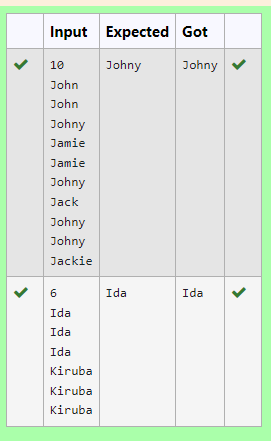 Input Expected Got
10 Johny Johny
John
John
Johny
Jamie
Jamie
Johny
Jack
Johny
Johny
Jackie
6 Ida Ida
Ida
Ida
Ida
Kiruba
Kiruba
Kiruba